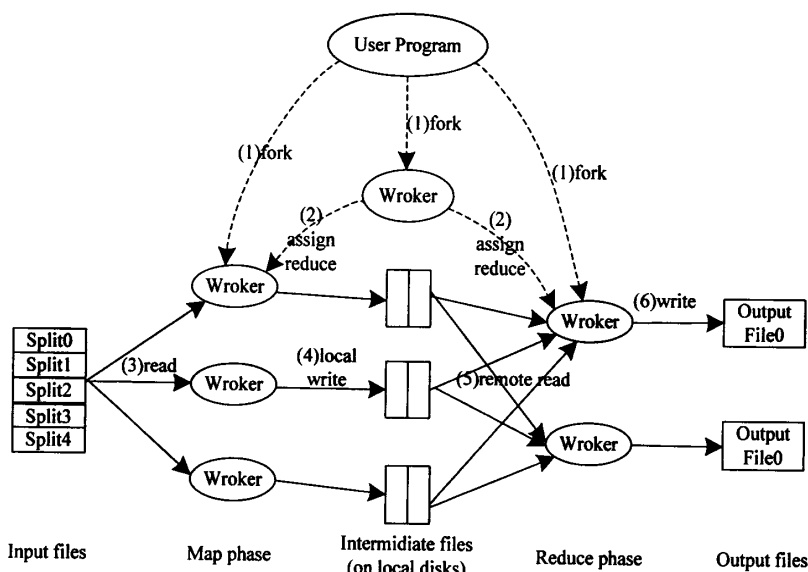 User Program
(1)fork
(1)fork
(1)fork
Wroker
(2)
assign
reduce
(2)
assign
reduce
Wroker
Wroker
(6)write
Output
File0
Split0
Split1
Split2
Split3
Split4
(3)read
Wroker
(4)local
write
(5)remote read
Wroker
Output
File0
Wroker
Input files
Map phase
Intermidiate files
(on local disks)
Reduce phase
Output files